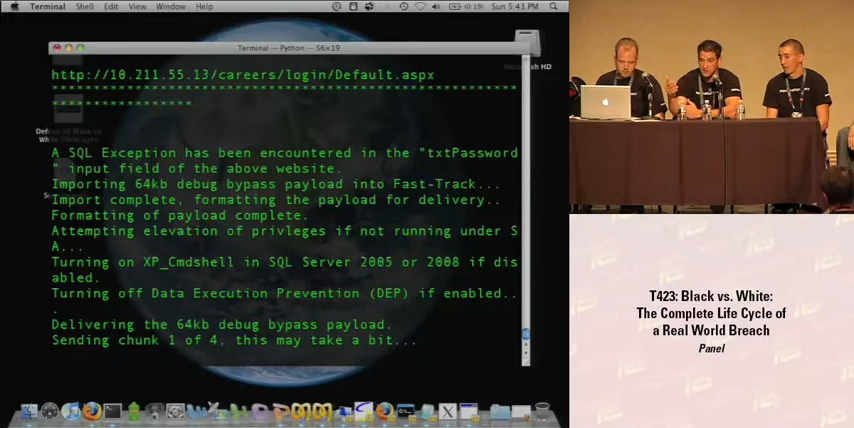 Terminal Shell Edit View Window Help
(0:19) Sun 5:43 PM
Terminal — Python — 56×19
http://10.211.55.13/careers/login/Default.aspx
********************************************************
*****************
A SQL Exception has been encountered in the "txtPassword
" input field of the above website.
Importing 64kb debug bypass payload into Fast-Track...
Import complete, formatting the payload for delivery..
Formatting of payload complete.
Attempting elevation of privleges if not running under S
A...
Turning on XP_Cmdshell in SQL Server 2005 or 2008 if dis
abled.
Turning off Data Execution Prevention (DEP) if enabled..
.
Delivering the 64kb debug bypass payload.
Sending chunk 1 of 4, this may take a bit...
T423: Black vs. White:
The Complete Life Cycle of
a Real World Breach
Panel